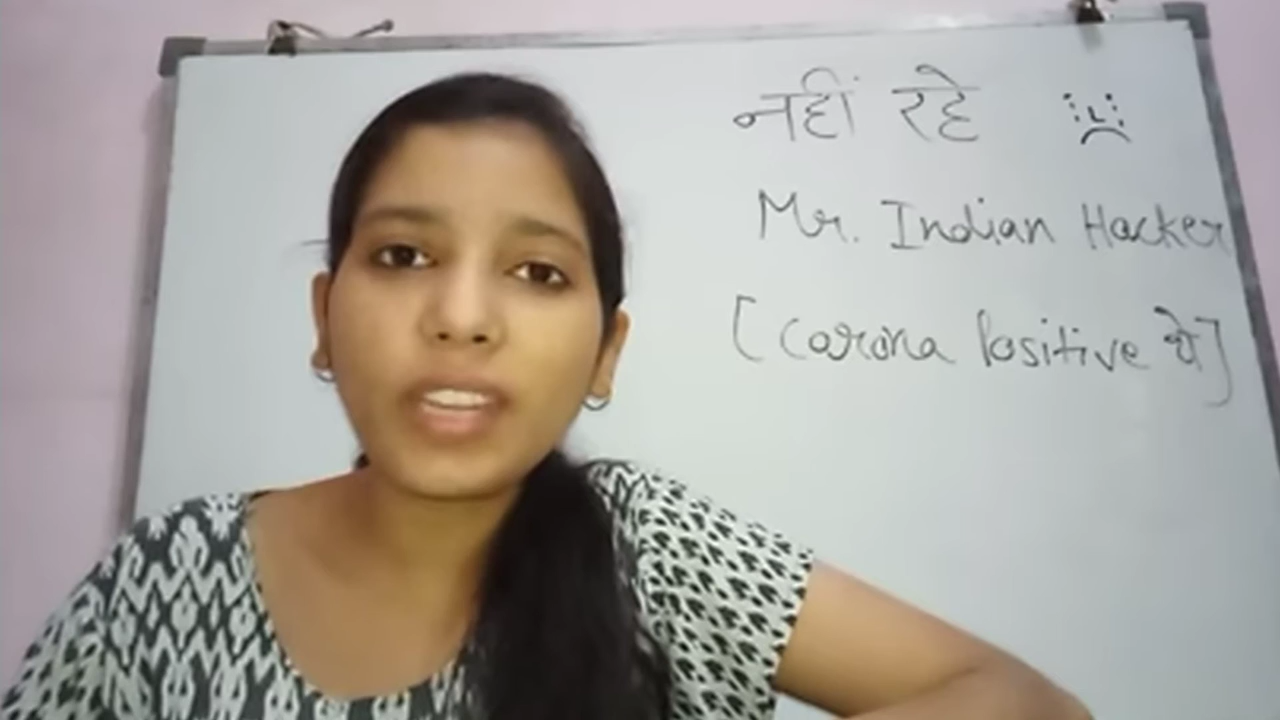 नहीं रहे
Mr. Indian Hacker
[Corona Positive थे]